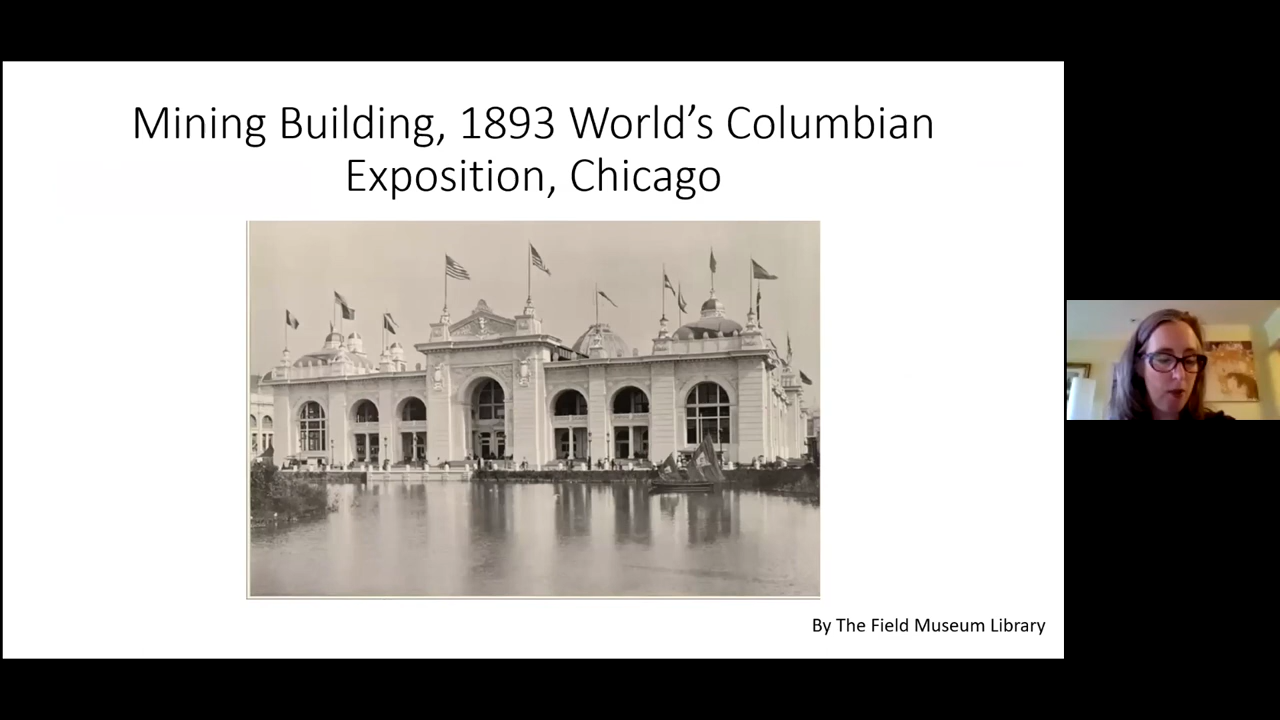 Mining Building, 1893 World’s Columbian
Exposition, Chicago
By The Field Museum Library